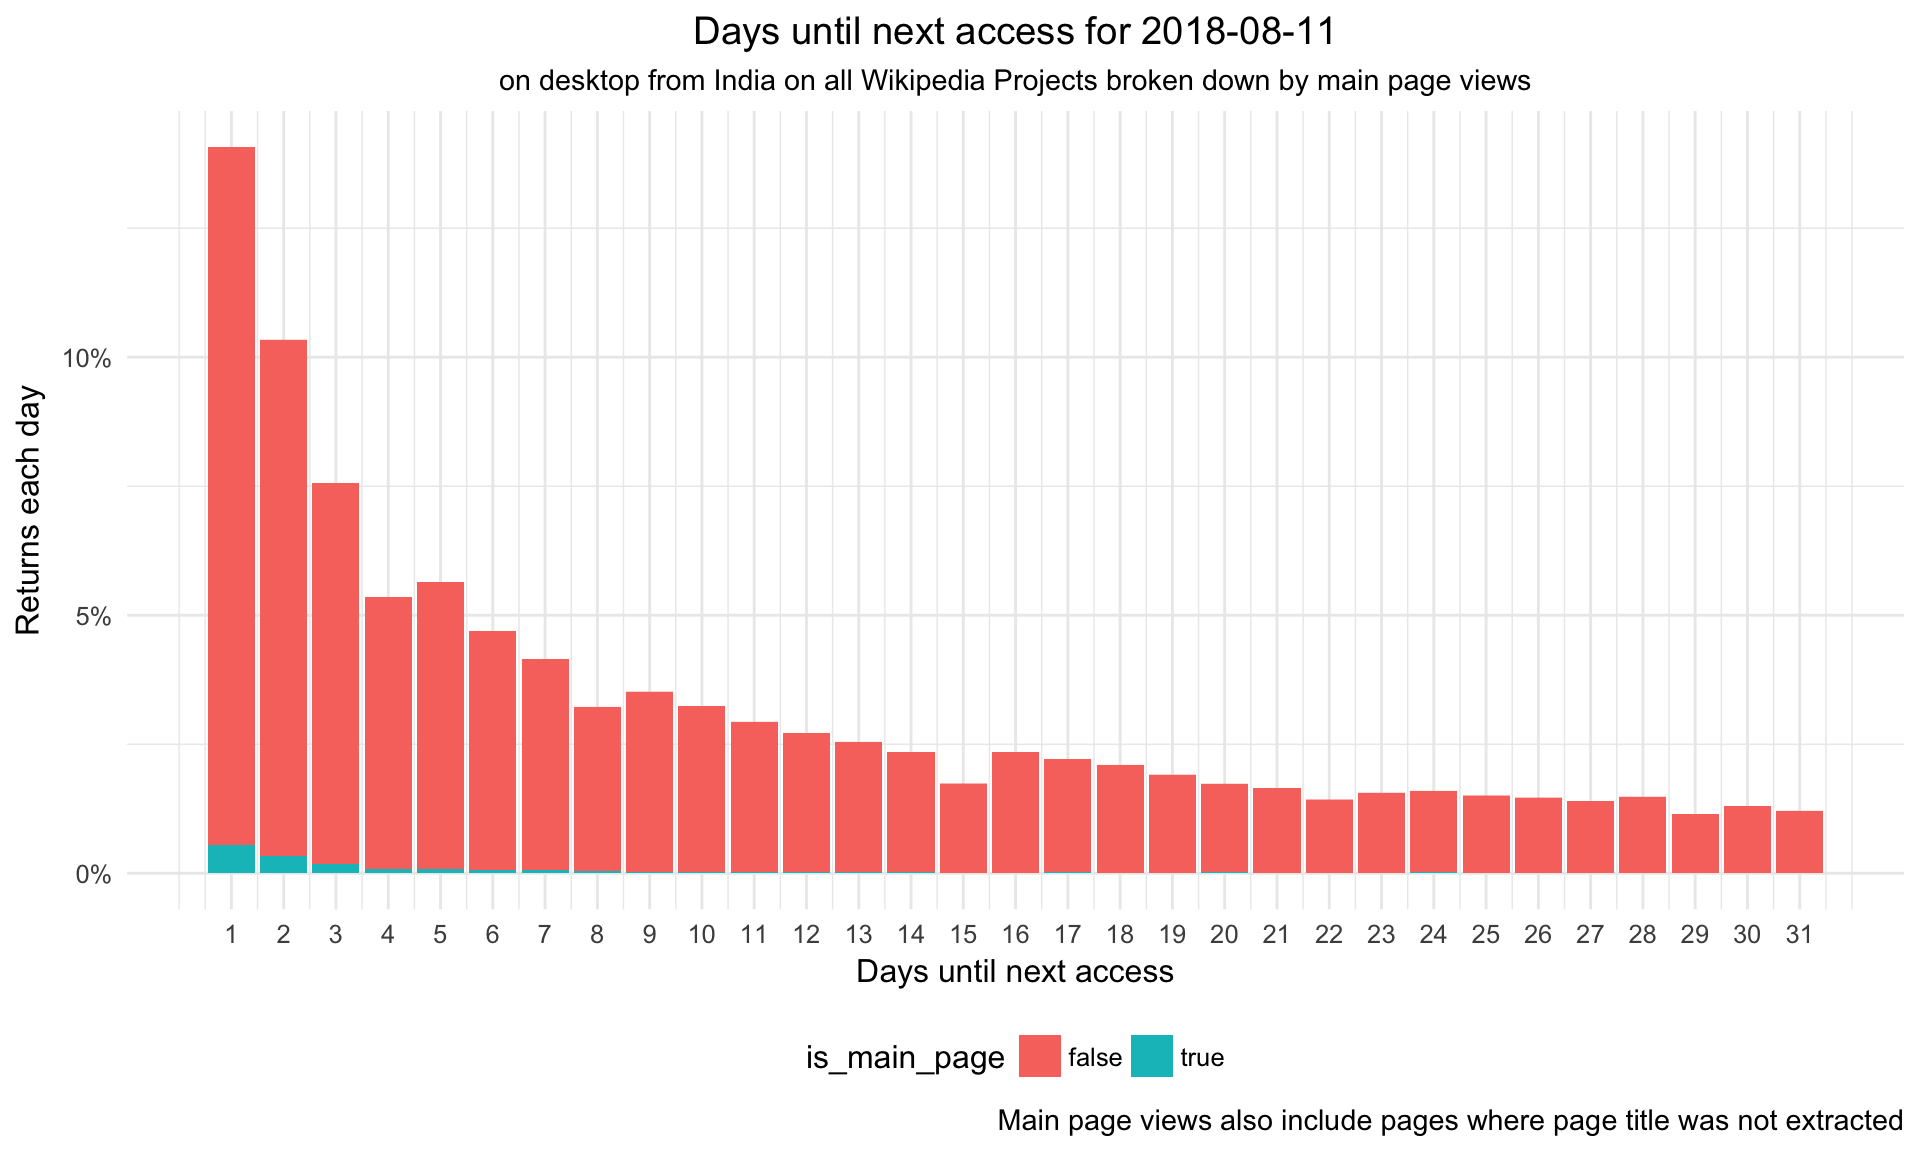 Days until next access for 2018-08-11
on desktop from India on all Wikipedia Projects broken down by main page views
Returns each day
10%
5%
0%
1 2 3 4 5 6 7 8 9 10 11 12 13 14 15 16 17 18 19 20 21 22 23 24 25 26 27 28 29 30 31
Days until next access
is_main_page false true
Main page views also include pages where page title was not extracted